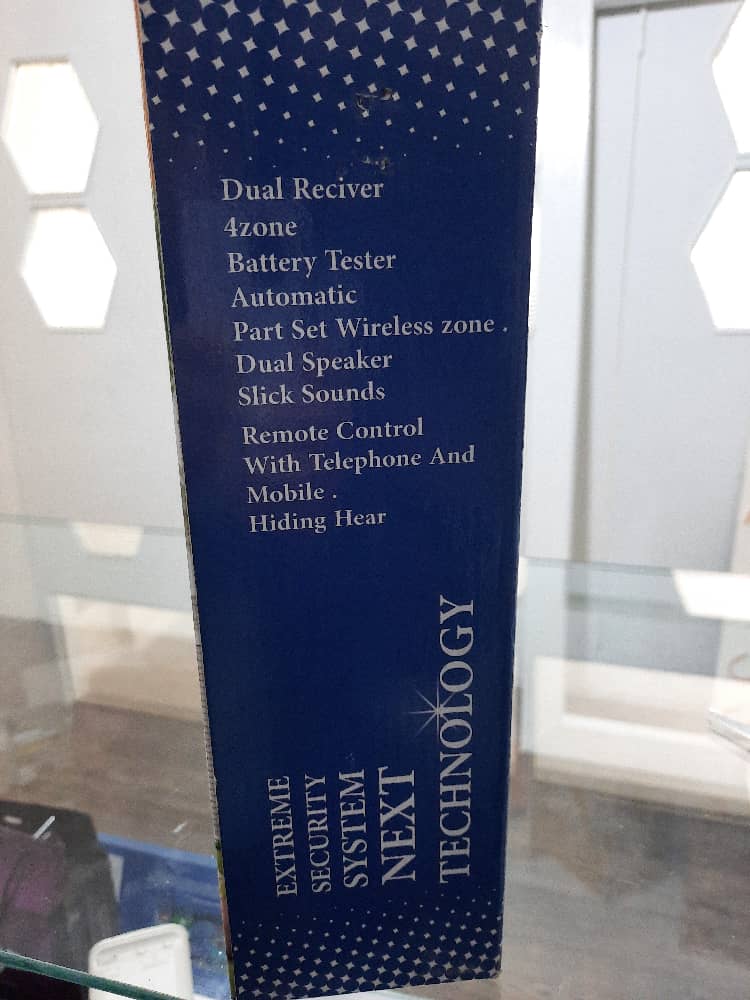 Dual Reciver
4zone
Battery Tester
Automatic
Part Set Wireless zone .
Dual Speaker
Slick Sounds
Remote Control
With Telephone And
Mobile .
Hiding Hear
EXTREME
SECURITY
SYSTEM
NEXT
TECHNOLOGY